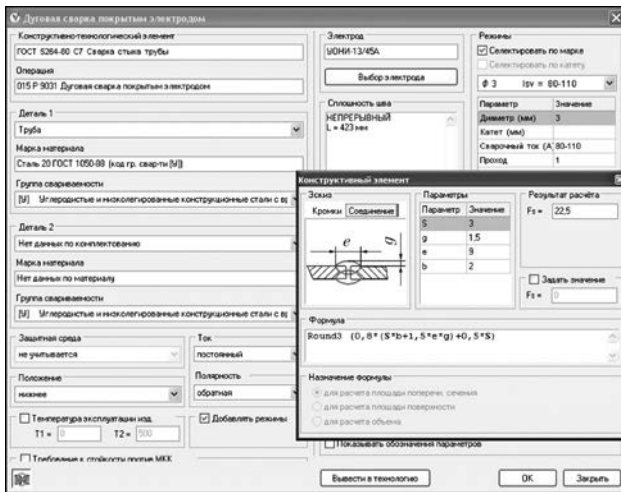 Дуговая сварка покрытым электродом
Конструктивно-технологический элемент
ГОСТ 5264-80 С7 Сварка стыка трубы
Операция
015 Р 9031 Дуговая сварка покрытым электродом
Деталь 1
Труба
Марка материала
Сталь 20 ГОСТ 1050-88 (код гр. свар-ти [У])
Группа свариваемости
[У] Углеродистые и низколегированные конструкционные стали с вр
Деталь 2
Нет данных по комплектованию
Марка материала
Нет данных по материалу
Группа свариваемости
[У] Углеродистые и низколегированные конструкционные стали с вр
Защитная среда
не учитывается
Ток
постоянный
Положение
нижнее
Полярность
обратная
Температура эксплуатации изд.
T1 = 0 T2 = 500
Добавлять режимы
Требование к стойкости против МКК
Электрод
УОНИ-13/45А
Выбор электрода
Сплошность шва
НЕПРЕРЫВНЫЙ
L = 423 мм
Режимы
Селектировать по марке
Селектировать по катету
ф 3 Isv = 80-110
Параметр Значение
Диаметр (мм) 3
Катет (мм)
Сварочный ток (А) 80-110
Проход 1
Конструктивный элемент
Эскиз
Кромки Соединение
e g
Параметры
Параметр Значение
S 3
g 1,5
e 9
b 2
Результат расчёта
Fs = 22,5
Задать значение
Fs = 0
Формула
Round3 (0,8*(S*b+1,5*e*g)+0,5*S)
Назначение формулы
для расчета площади поперечн. сечения
для расчета площади поверхности
для расчета объема
Показывать обозначения параметров
Вывести в технологию
OK
Закрыть